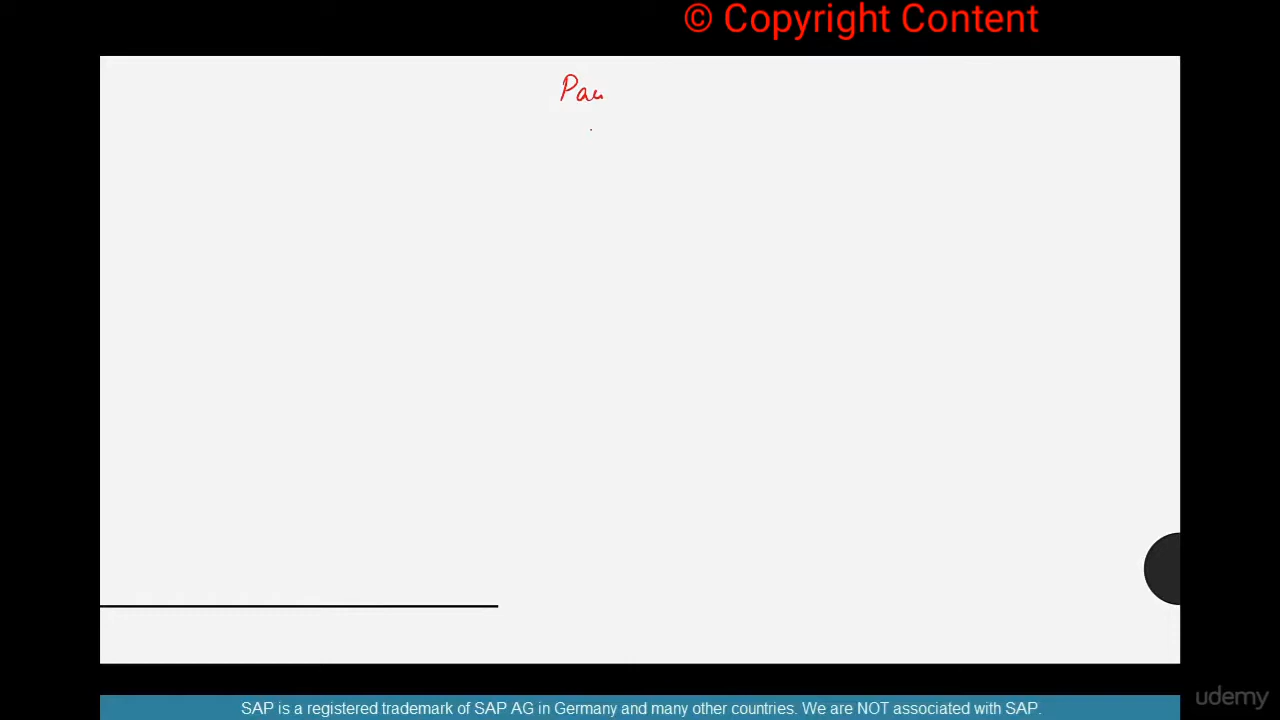 © Copyright Content
Pau
SAP is a registered trademark of SAP AG in Germany and many other countries. We are NOT associated with SAP.
udemy